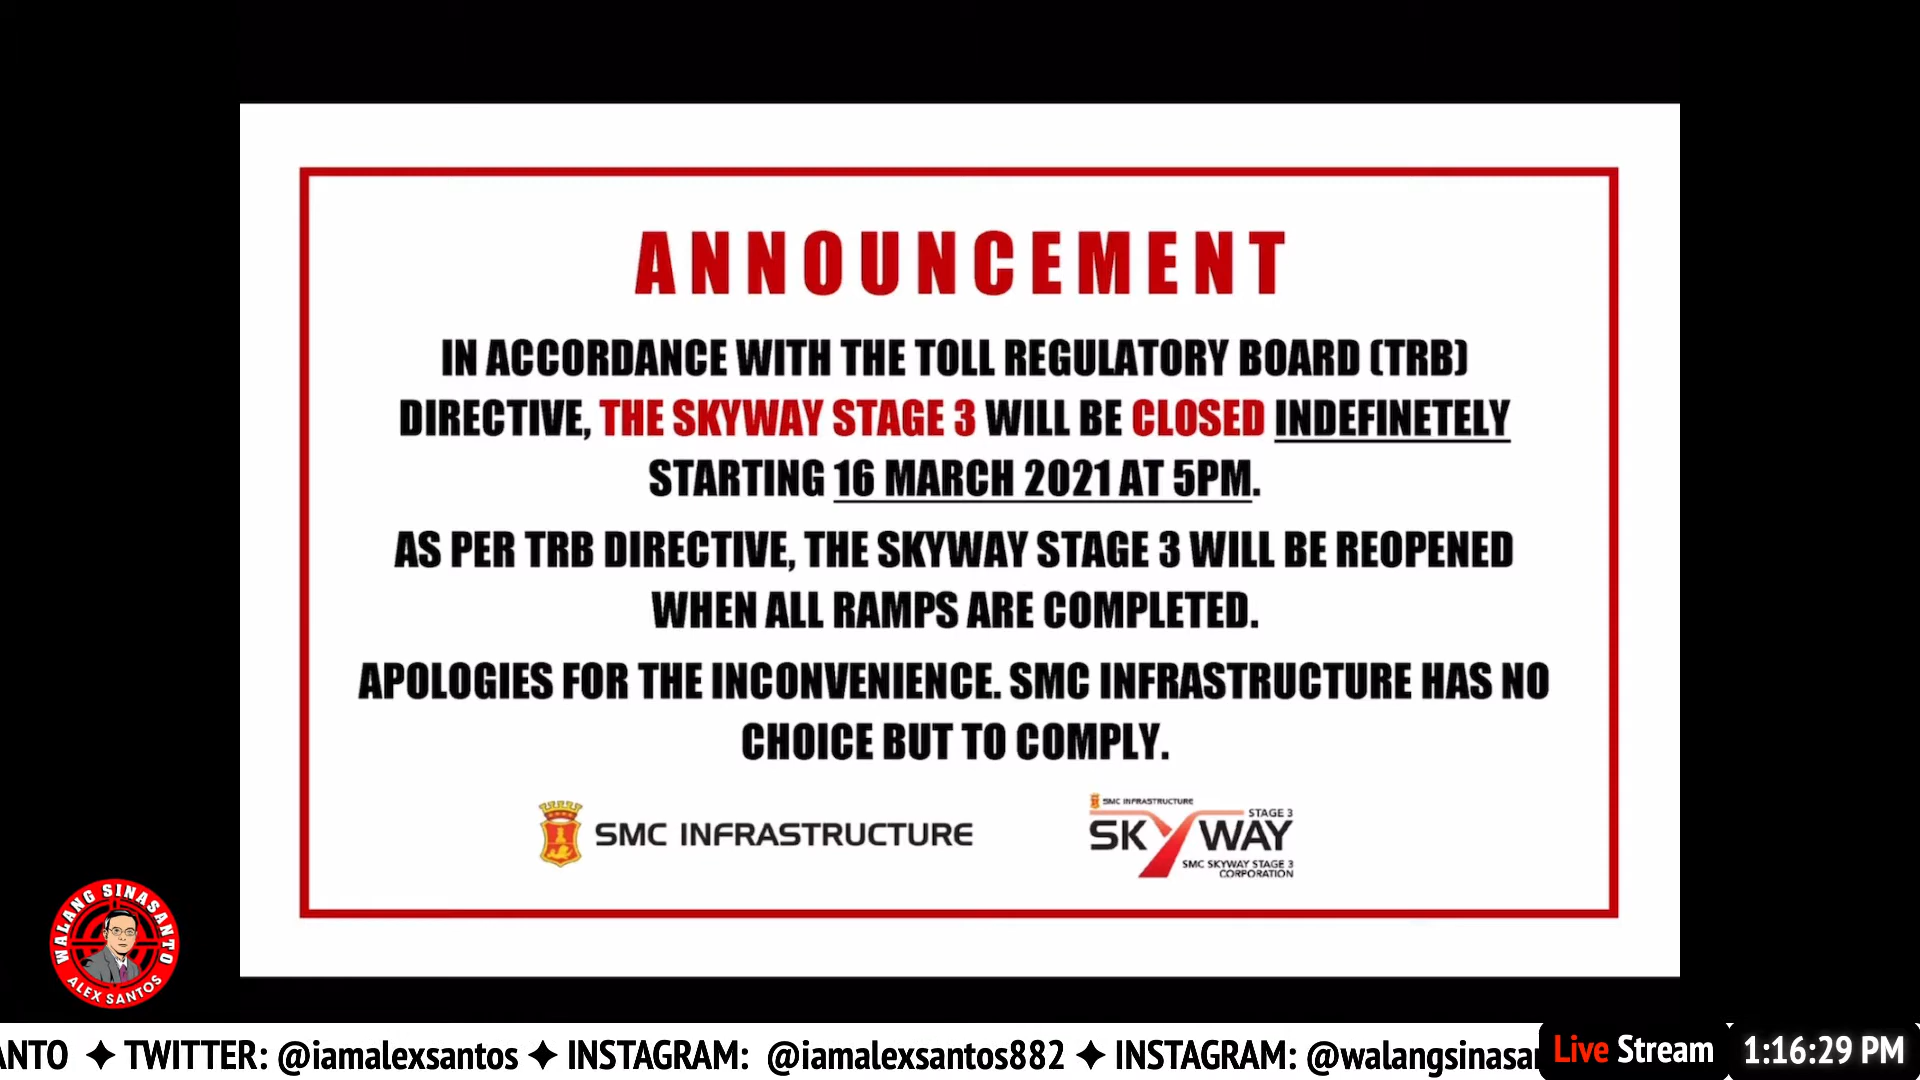 ANNOUNCEMENT
IN ACCORDANCE WITH THE TOLL REGULATORY BOARD (TRB)
DIRECTIVE, THE SKYWAY STAGE 3 WILL BE CLOSED INDEFINETELY
STARTING 16 MARCH 2021 AT 5PM.
AS PER TRB DIRECTIVE, THE SKYWAY STAGE 3 WILL BE REOPENED
WHEN ALL RAMPS ARE COMPLETED.
APOLOGIES FOR THE INCONVENIENCE. SMC INFRASTRUCTURE HAS NO
CHOICE BUT TO COMPLY.
SMC INFRASTRUCTURE
SMC INFRASTRUCTURE
STAGE 3
SKYWAY
SMC SKYWAY STAGE 3
CORPORATION
WALANG SINASANTO
ALEX SANTOS
ANTO ✦ TWITTER: @iamalexsantos ✦ INSTAGRAM: @iamalexsantos882 ✦ INSTAGRAM: @walangsinasan
Live Stream
1:16:29 PM